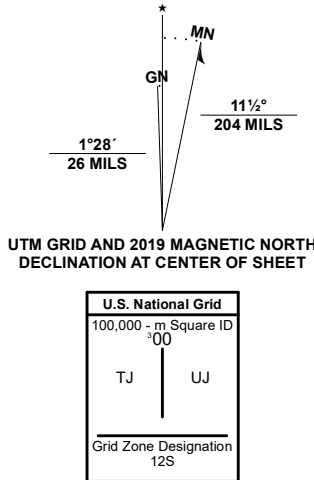 MN
GN
11½°
204 MILS
1°28´
26 MILS
UTM GRID AND 2019 MAGNETIC NORTH
DECLINATION AT CENTER OF SHEET
U.S. National Grid
100,000 - m Square ID
³00
TJ UJ
Grid Zone Designation
12S